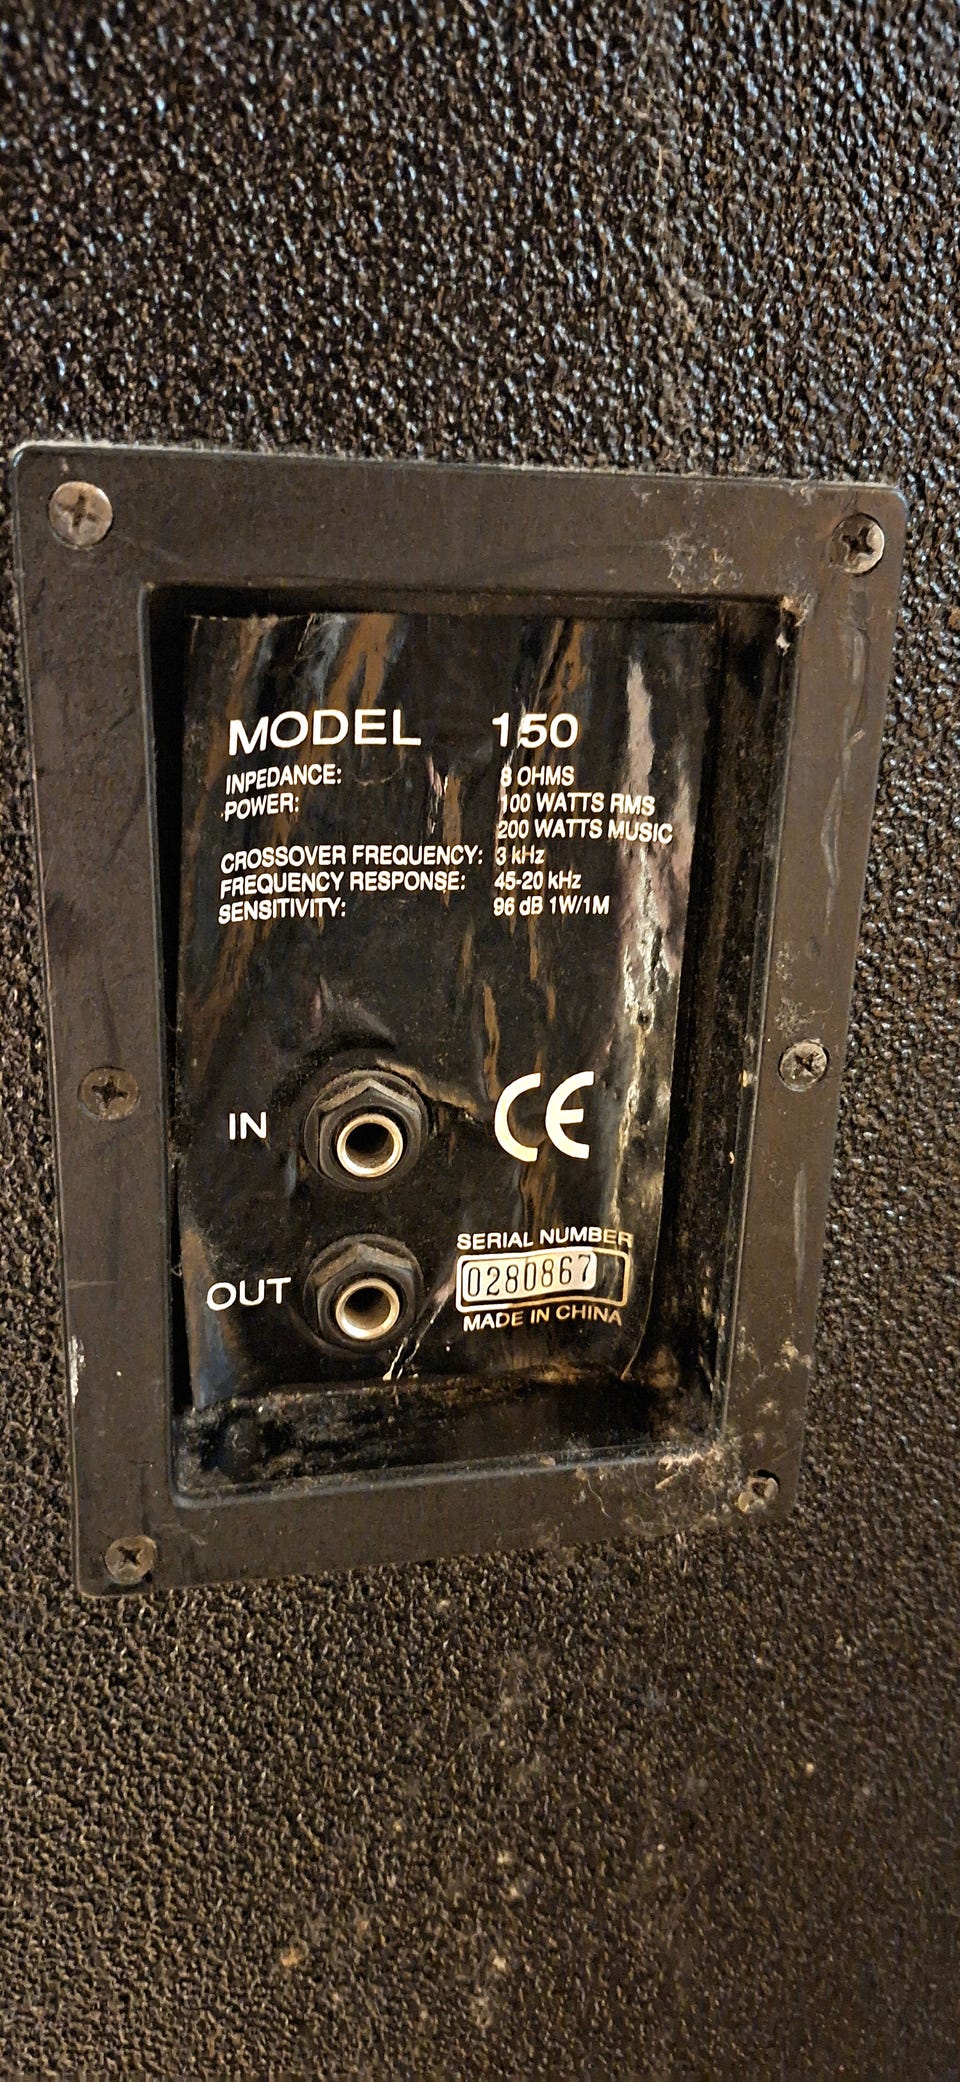 MODEL 150
INPEDANCE: 8 OHMS
POWER: 100 WATTS RMS
200 WATTS MUSIC
CROSSOVER FREQUENCY: 3 kHz
FREQUENCY RESPONSE: 45-20 kHz
SENSITIVITY: 96 dB 1W/1M
IN
CE
OUT
SERIAL NUMBER
0280867
MADE IN CHINA